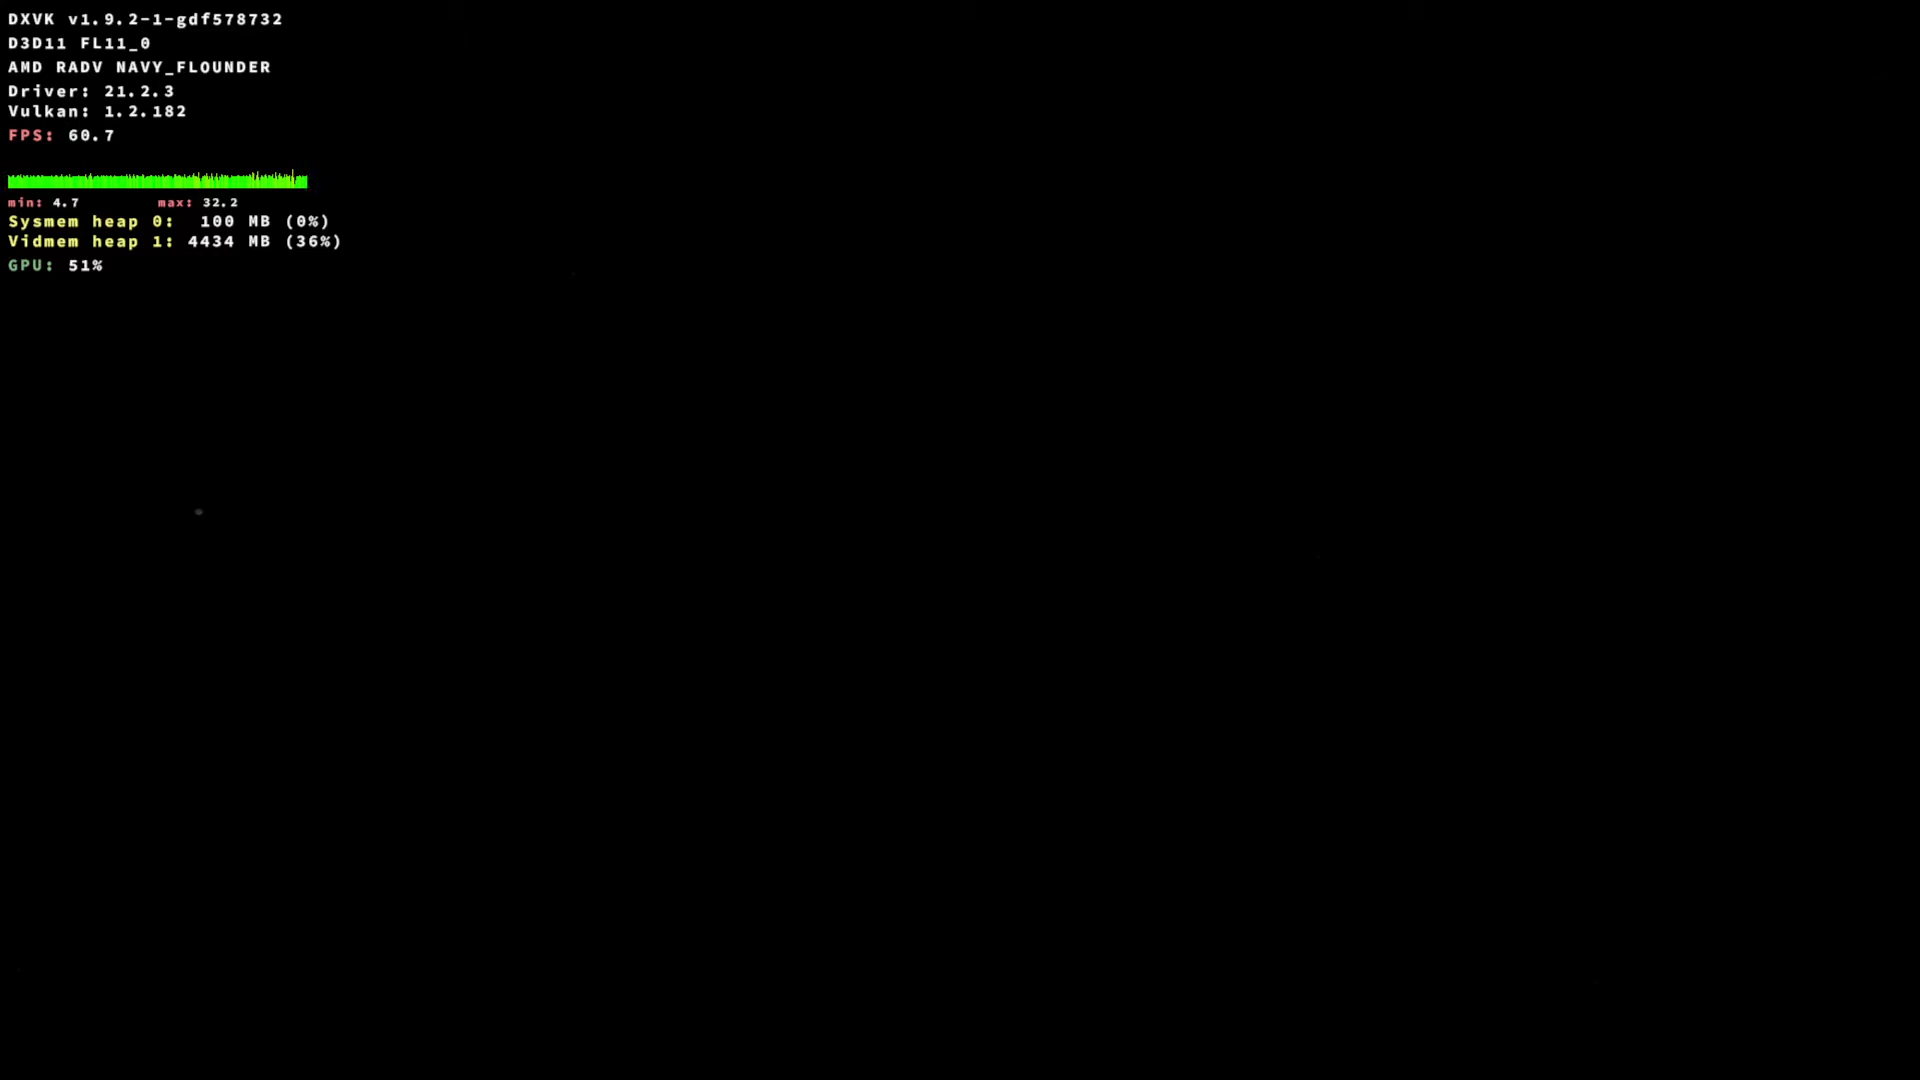 DXVK v1.9.2-1-gdf578732
D3D11 FL11_0
AMD RADV NAVY_FLOUNDER
Driver: 21.2.3
Vulkan: 1.2.182
FPS: 60.7
min: 4.7 max: 32.2
Sysmem heap 0: 100 MB (0%)
Vidmem heap 1: 4434 MB (36%)
GPU: 51%